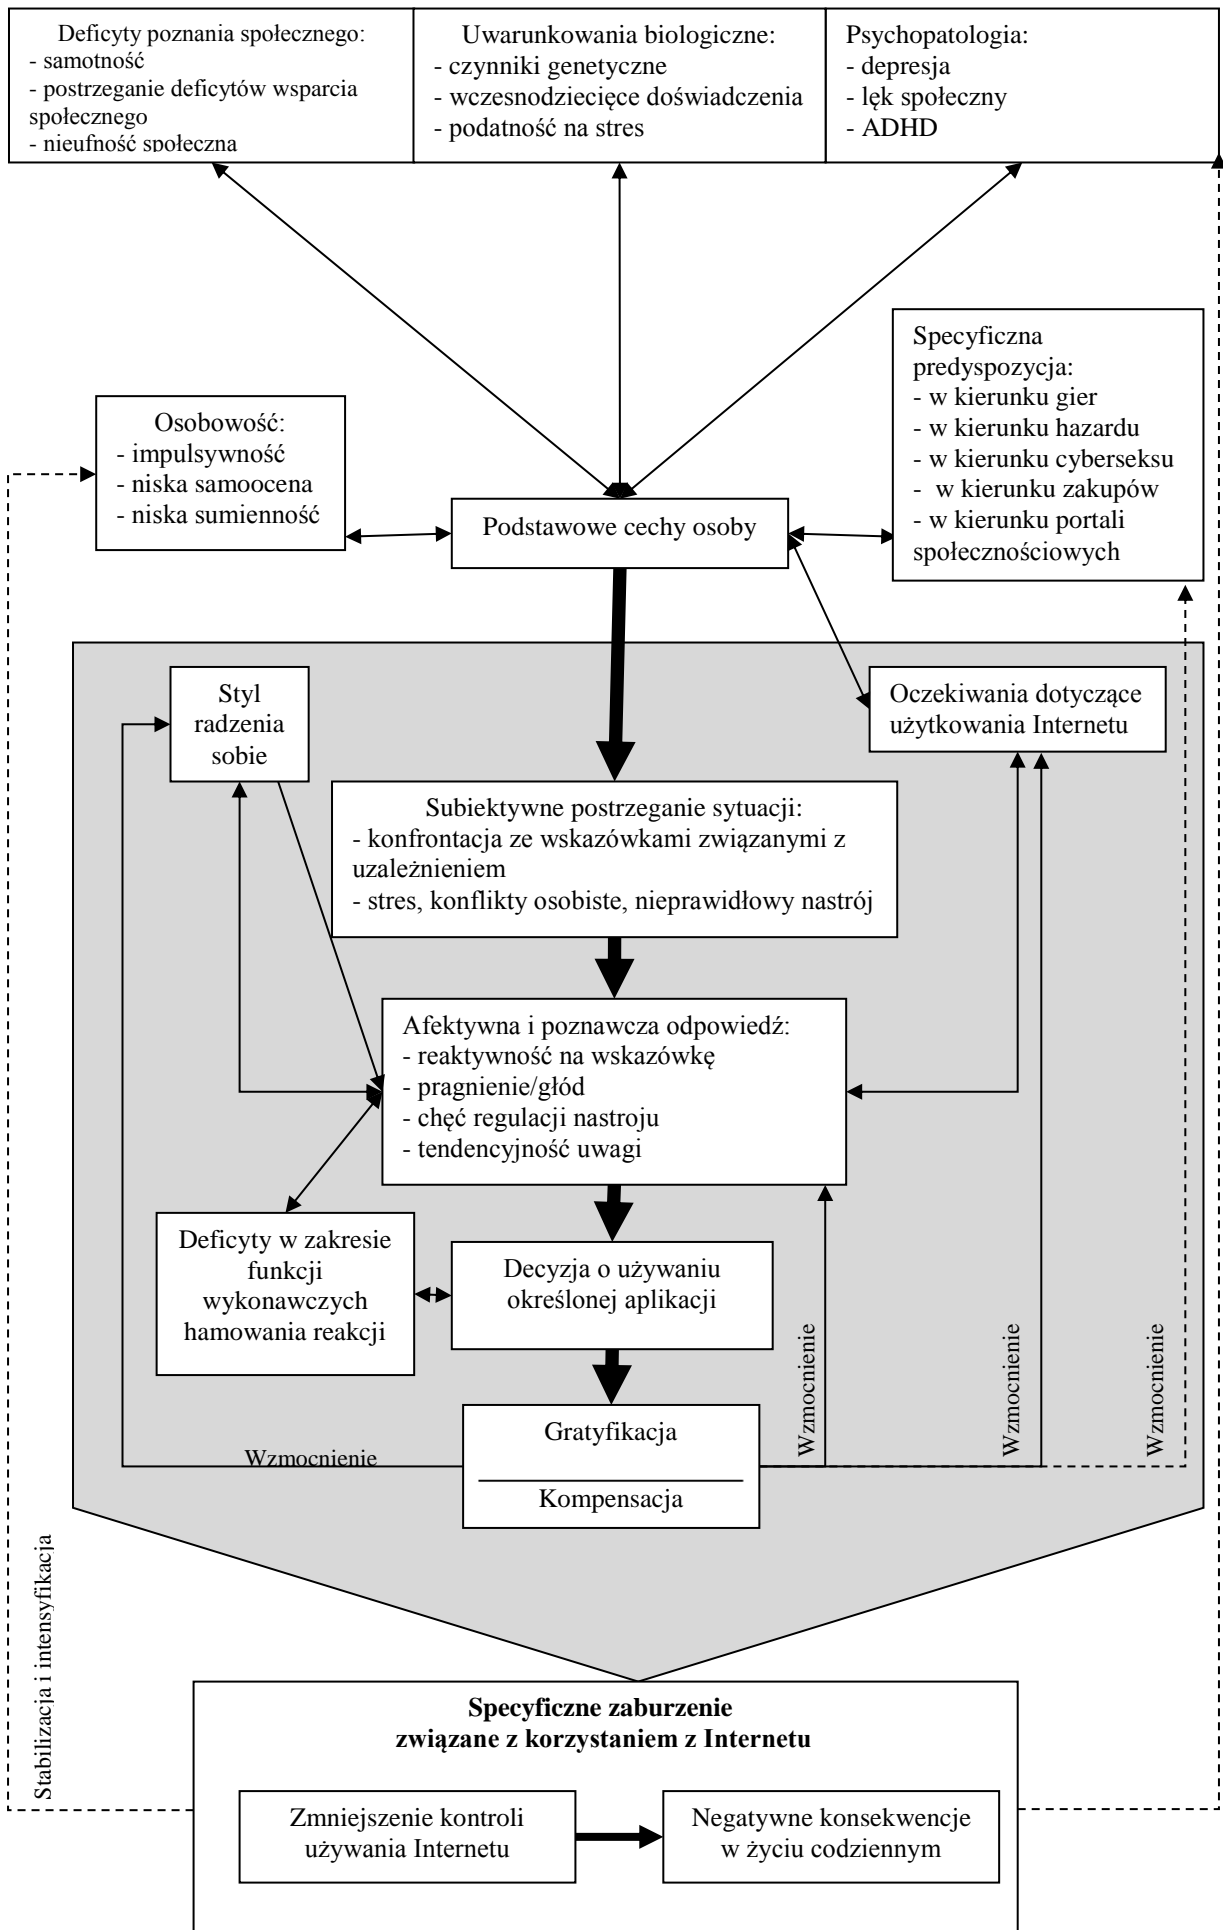 Deficyty poznania społecznego:
- samotność
- postrzeganie deficytów wsparcia
społecznego
- nieufność społeczna
Uwarunkowania biologiczne:
- czynniki genetyczne
- wczesnodziecięce doświadczenia
- podatność na stres
Psychopatologia:
- depresja
- lęk społeczny
- ADHD
Osobowość:
- impulsywność
- niska samoocena
- niska sumienność
Podstawowe cechy osoby
Specyficzna
predyspozycja:
- w kierunku gier
- w kierunku hazardu
- w kierunku cyberseksu
- w kierunku zakupów
- w kierunku portali
społecznościowych
Styl
radzenia
sobie
Oczekiwania dotyczące
użytkowania Internetu
Subiektywne postrzeganie sytuacji:
- konfrontacja ze wskazówkami związanymi z
uzależnieniem
- stres, konflikty osobiste, nieprawidłowy nastrój
Afektywna i poznawcza odpowiedź:
- reaktywność na wskazówkę
- pragnienie/głód
- chęć regulacji nastroju
- tendencyjność uwagi
Deficyty w zakresie
funkcji
wykonawczych
hamowania reakcji
Decyzja o używaniu
określonej aplikacji
Wzmocnienie
Wzmocnienie
Wzmocnienie
Gratyfikacja
Wzmocnienie
Kompensacja
Stabilizacja i intensyfikacja
Specyficzne zaburzenie
związane z korzystaniem z Internetu
Zmniejszenie kontroli
używania Internetu
Negatywne konsekwencje
w życiu codziennym